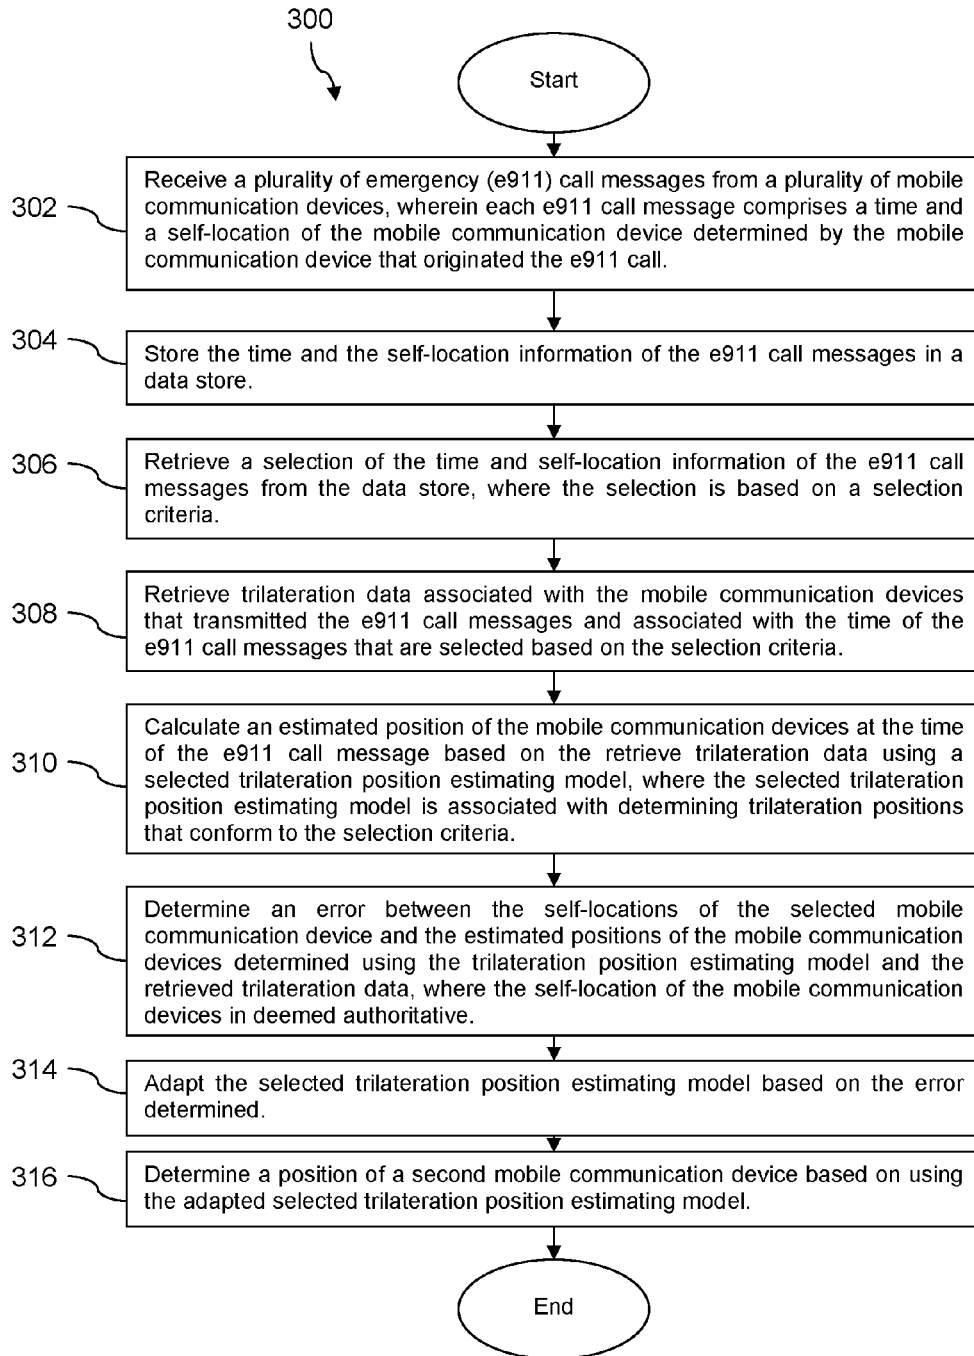 300
Start
302
Receive a plurality of emergency (e911) call messages from a plurality of mobile
communication devices, wherein each e911 call message comprises a time and
a self-location of the mobile communication device determined by the mobile
communication device that originated the e911 call.
304
Store the time and the self-location information of the e911 call messages in a
data store.
306
Retrieve a selection of the time and self-location information of the e911 call
messages from the data store, where the selection is based on a selection
criteria.
308
Retrieve trilateration data associated with the mobile communication devices
that transmitted the e911 call messages and associated with the time of the
e911 call messages that are selected based on the selection criteria.
310
Calculate an estimated position of the mobile communication devices at the time
of the e911 call message based on the retrieve trilateration data using a
selected trilateration position estimating model, where the selected trilateration
position estimating model is associated with determining trilateration positions
that conform to the selection criteria.
312
Determine an error between the self-locations of the selected mobile
communication device and the estimated positions of the mobile communication
devices determined using the trilateration position estimating model and the
retrieved trilateration data, where the self-location of the mobile communication
devices in deemed authoritative.
314
Adapt the selected trilateration position estimating model based on the error
determined.
316
Determine a position of a second mobile communication device based on using
the adapted selected trilateration position estimating model.
End